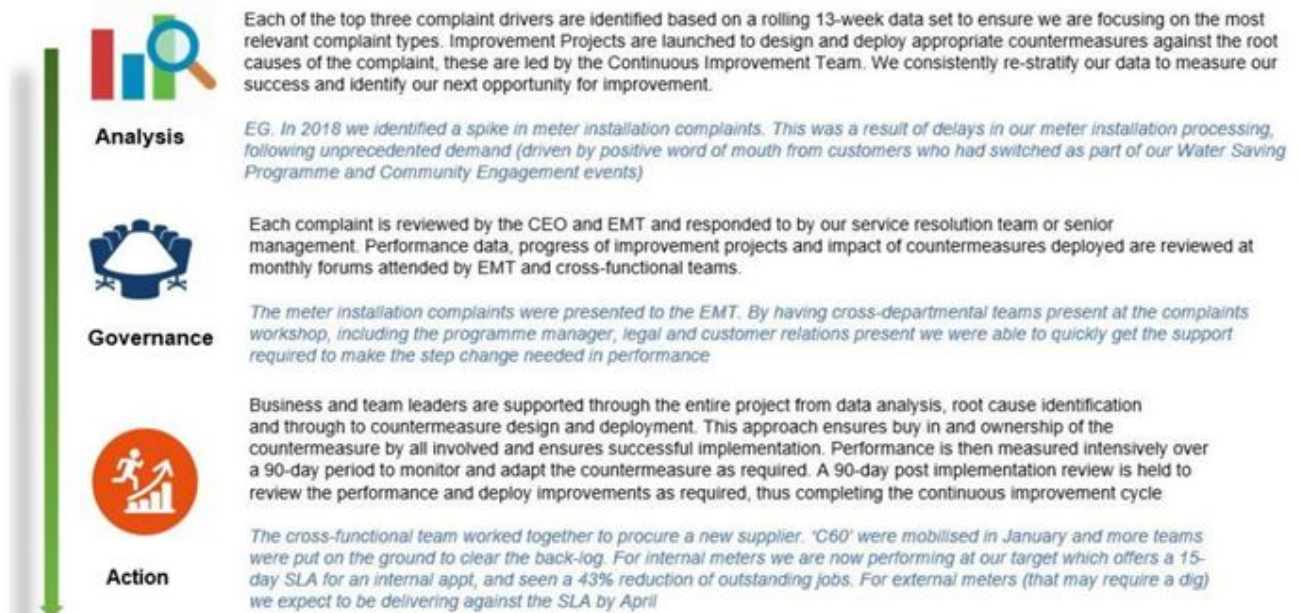 Each of the top three complaint drivers are identified based on a rolling 13-week data set to ensure we are focusing on the most
relevant complaint types. Improvement Projects are launched to design and deploy appropriate countermeasures against the root
causes of the complaint, these are led by the Continuous Improvement Team. We consistently re-stratify our data to measure our
success and identify our next opportunity for improvement.
Analysis
EG. In 2018 we identified a spike in meter installation complaints. This was a result of delays in our meter installation processing,
following unprecedented demand (driven by positive word of mouth from customers who had switched as part of our Water Saving
Programme and Community Engagement events)
Each complaint is reviewed by the CEO and EMT and responded to by our service resolution team or senior
management. Performance data, progress of improvement projects and impact of countermeasures deployed are reviewed at
monthly forums attended by EMT and cross-functional teams.
Governance
The meter installation complaints were presented to the EMT. By having cross-departmental teams present at the complaints
workshop, including the programme manager, legal and customer relations present we were able to quickly get the support
required to make the step change needed in performance
Business and team leaders are supported through the entire project from data analysis, root cause identification
and through to countermeasure design and deployment. This approach ensures buy in and ownership of the
countermeasure by all involved and ensures successful implementation. Performance is then measured intensively over
a 90-day period to monitor and adapt the countermeasure as required. A 90-day post implementation review is held to
review the performance and deploy improvements as required, thus completing the continuous improvement cycle
Action
The cross-functional team worked together to procure a new supplier. 'C60' were mobilised in January and more teams
were put on the ground to clear the back-log. For internal meters we are now performing at our target which offers a 15-
day SLA for an internal appt, and seen a 43% reduction of outstanding jobs. For external meters (that may require a dig)
we expect to be delivering against the SLA by April